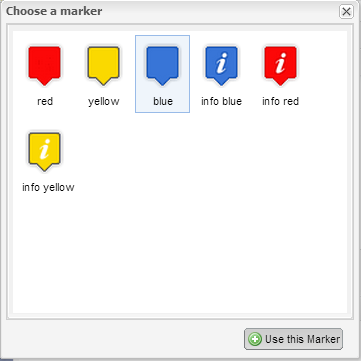 Choose a marker
red yellow blue info blue info red
info yellow
Use this Marker